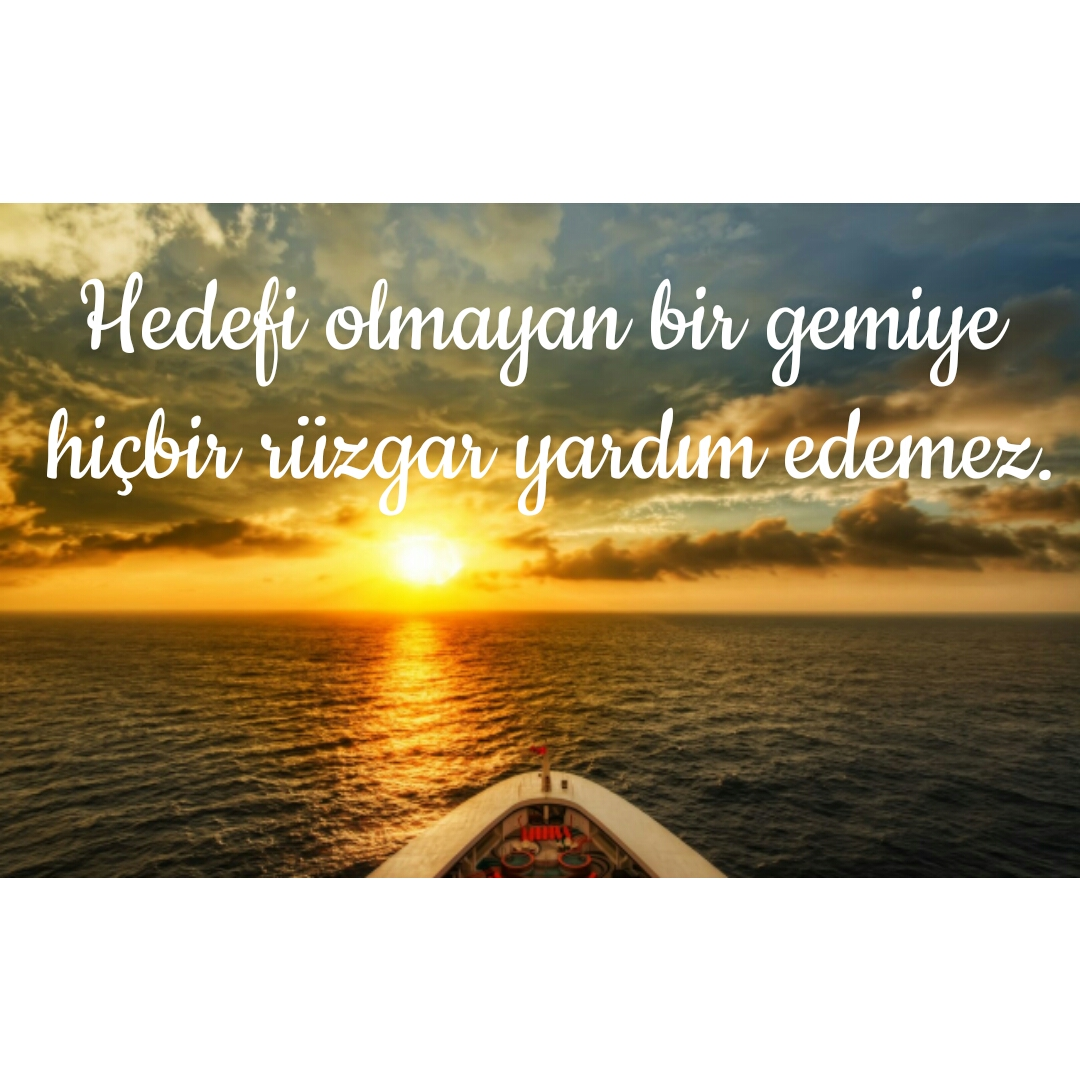 Hedefi olmayan bir gemiye
hiçbir rüzgar yardım edemez.